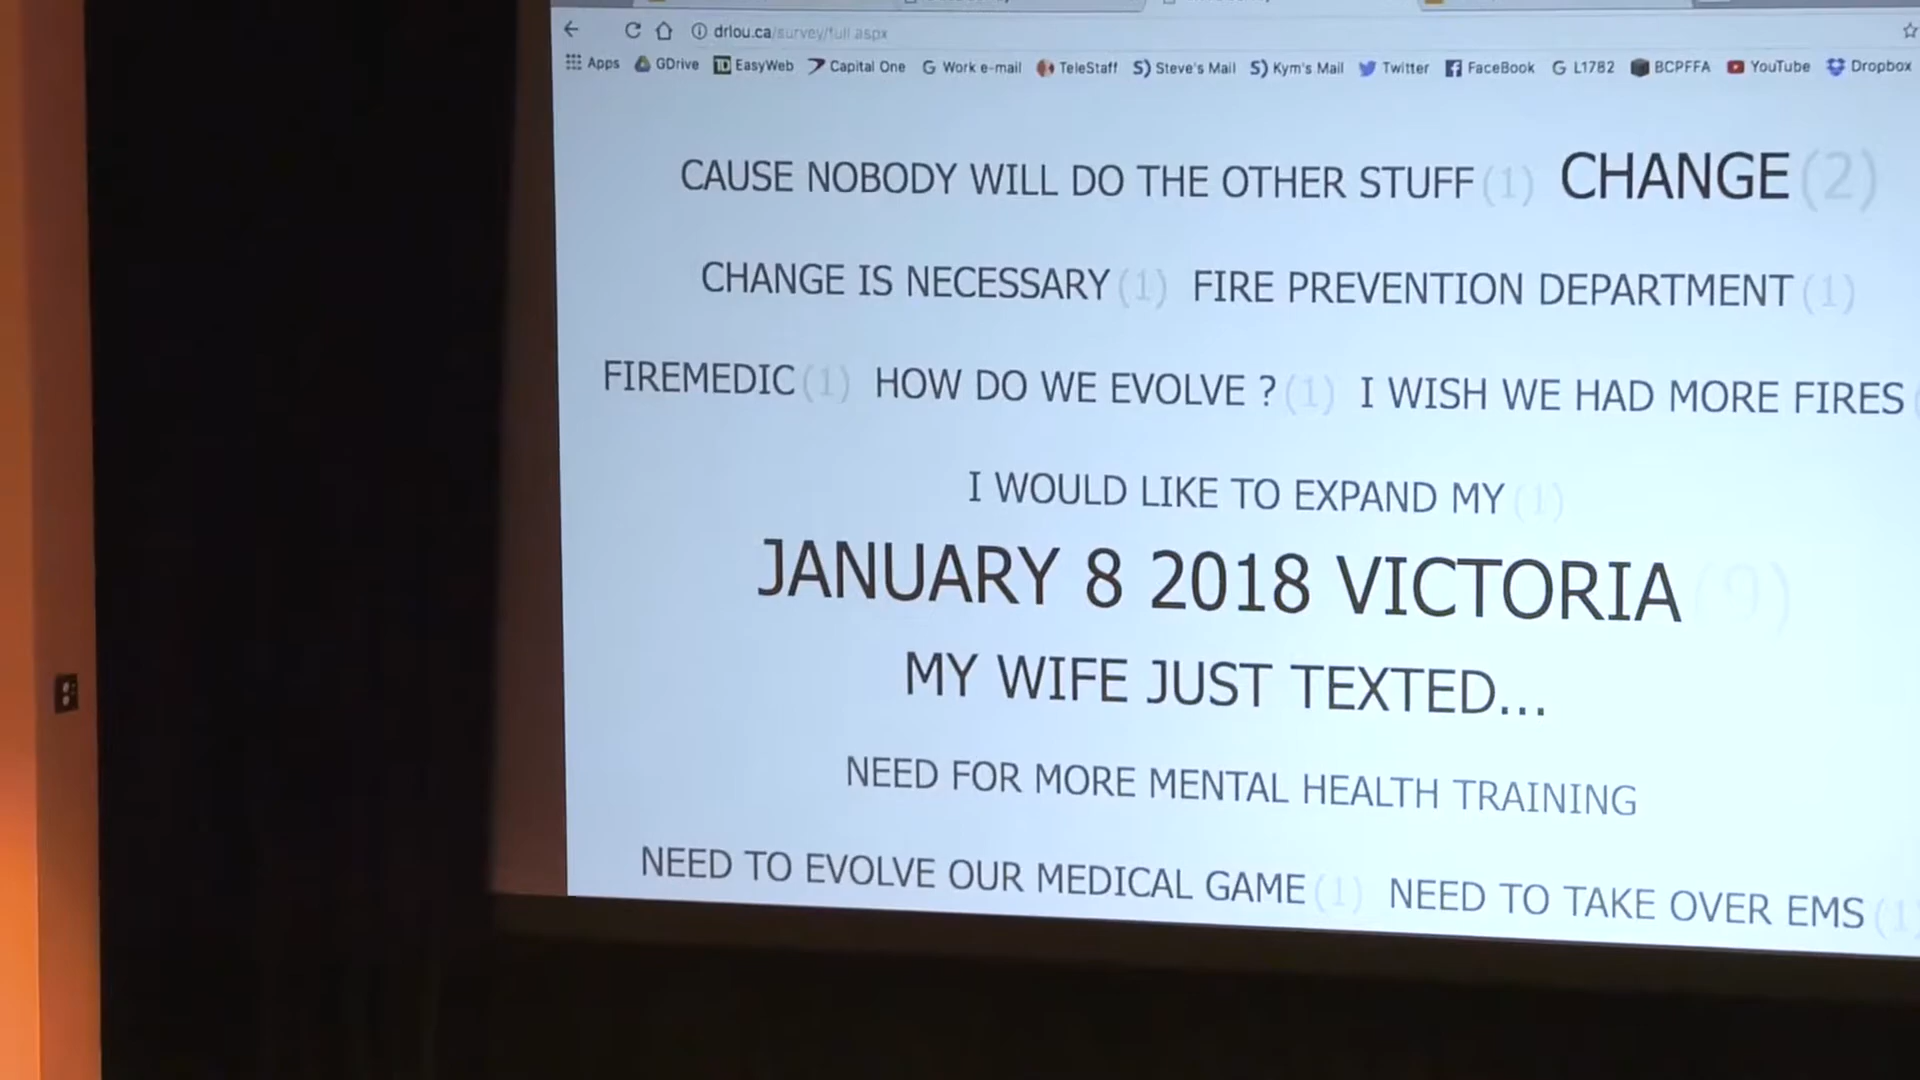 drlou.ca/survey/full.aspx
Apps GDrive EasyWeb Capital One Work e-mail TeleStaff Steve's Mail Kym's Mail Twitter FaceBook L1782 BCPFFA YouTube Dropbox
CAUSE NOBODY WILL DO THE OTHER STUFF (1) CHANGE (2)
CHANGE IS NECESSARY (1) FIRE PREVENTION DEPARTMENT (1)
FIREMEDIC (1) HOW DO WE EVOLVE ? (1) I WISH WE HAD MORE FIRES
I WOULD LIKE TO EXPAND MY (1)
JANUARY 8 2018 VICTORIA (9)
MY WIFE JUST TEXTED...
NEED FOR MORE MENTAL HEALTH TRAINING
NEED TO EVOLVE OUR MEDICAL GAME (1) NEED TO TAKE OVER EMS (1)